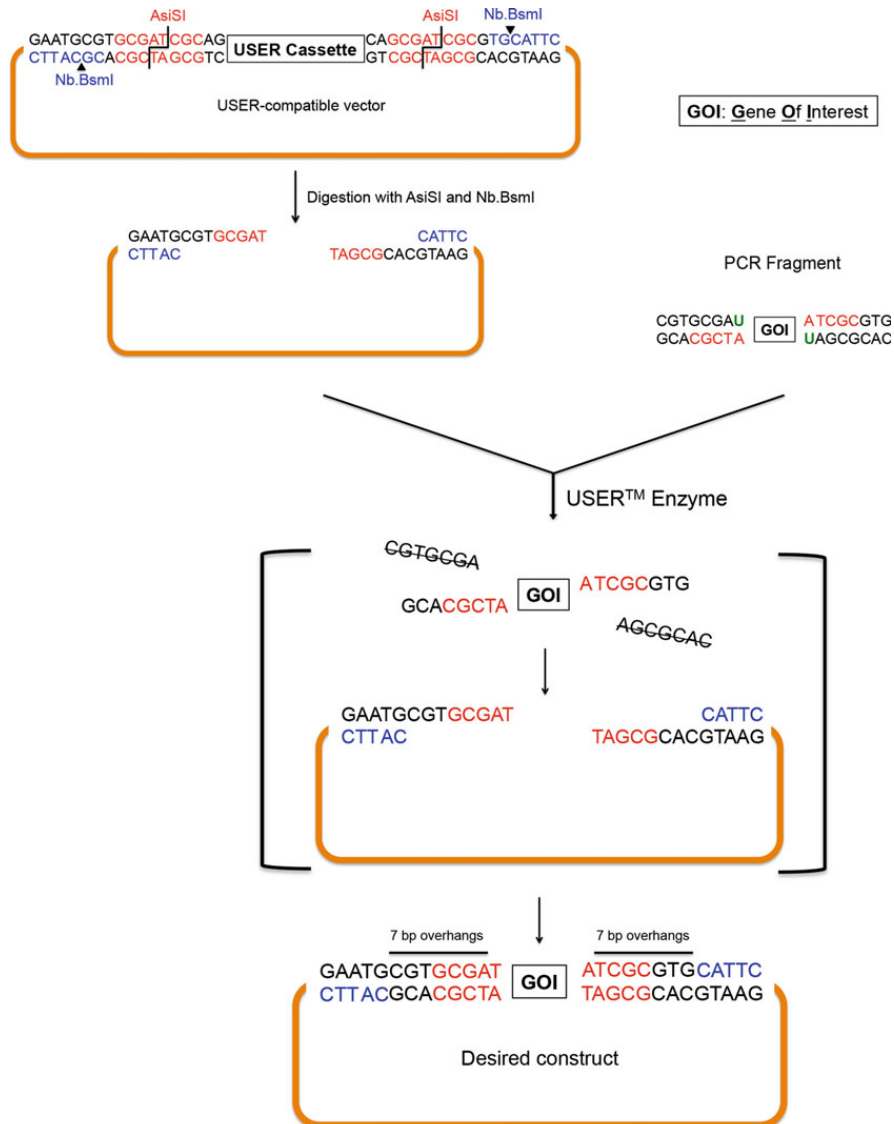 AsiSI AsiSI Nb.BsmI
GAATGCGTGCGATCGCAG USER Cassette CAGCGATCGCGTGCATTC
CTTACGCACGCTAGCGTC GTCGCTAGCGCACGTAAG
Nb.BsmI
USER-compatible vector
GOI: Gene Of Interest
Digestion with AsiSI and Nb.BsmI
GAATGCGTGCGAT CATTC
CTTAC TAGCGCACGTAAG
PCR Fragment
CGTGCGAU GOI ATCGCGTG
GCACGCTA UAGCGCAC
USER™ Enzyme
CGTGCGA
GCACGCTA GOI ATCGCGTG
AGCGCAC
GAATGCGTGCGAT CATTC
CTTAC TAGCGCACGTAAG
7 bp overhangs 7 bp overhangs
GAATGCGTGCGAT GOI ATCGCGTGCATTC
CTTACGCACGCTA TAGCGCACGTAAG
Desired construct